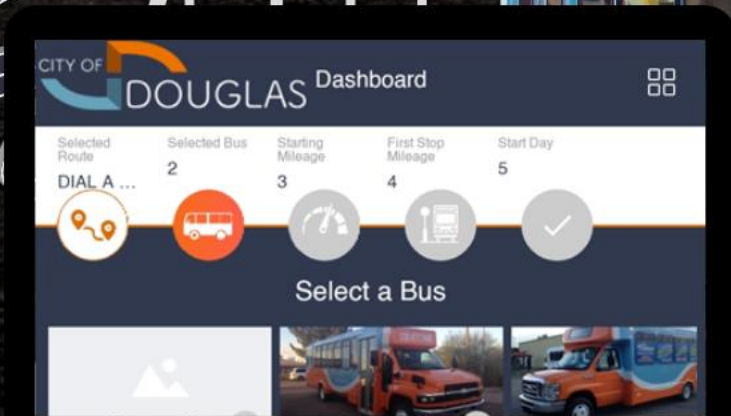 CITY OF
DOUGLAS
Dashboard
Selected Route
DIAL A ...
Selected Bus
2
Starting Mileage
3
First Stop Mileage
4
Start Day
5
Select a Bus